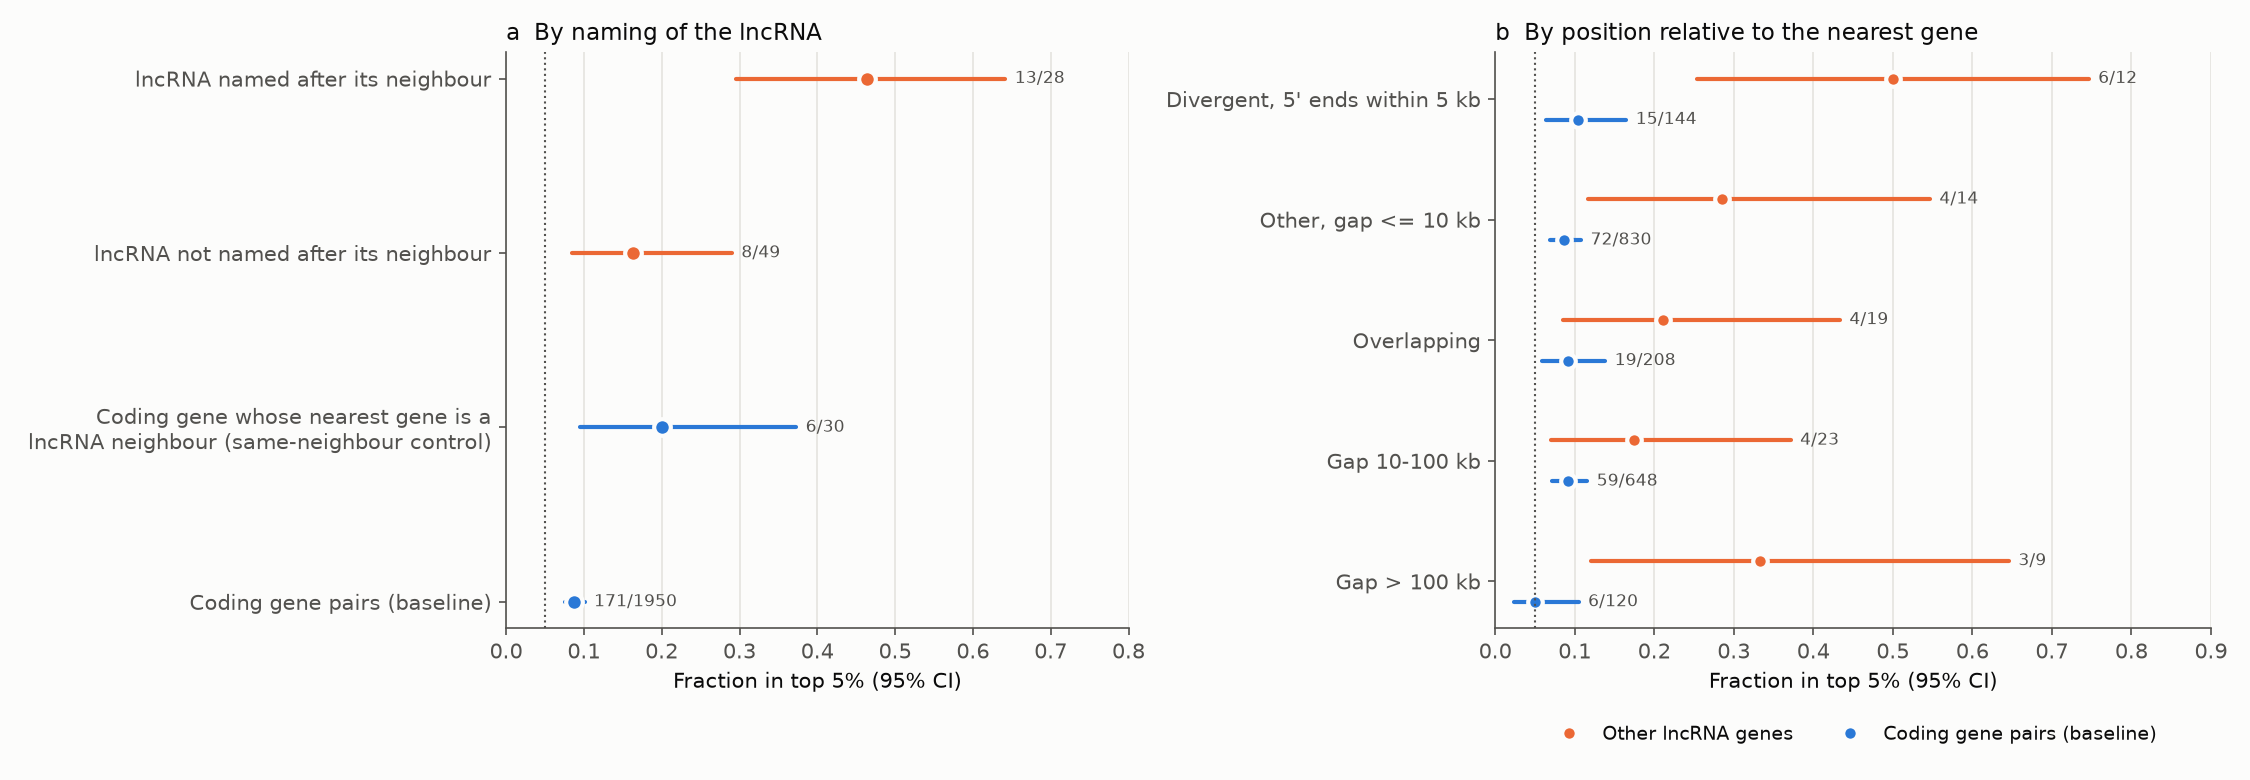 a By naming of the lncRNA
lncRNA named after its neighbour
13/28
lncRNA not named after its neighbour
8/49
Coding gene whose nearest gene is a
lncRNA neighbour (same-neighbour control)
6/30
Coding gene pairs (baseline)
171/1950
0.0 0.1 0.2 0.3 0.4 0.5 0.6 0.7 0.8
Fraction in top 5% (95% CI)
b By position relative to the nearest gene
Divergent, 5' ends within 5 kb
6/12
15/144
Other, gap <= 10 kb
4/14
72/830
Overlapping
4/19
19/208
Gap 10-100 kb
4/23
59/648
Gap > 100 kb
3/9
6/120
0.0 0.1 0.2 0.3 0.4 0.5 0.6 0.7 0.8 0.9
Fraction in top 5% (95% CI)
Other lncRNA genes
Coding gene pairs (baseline)